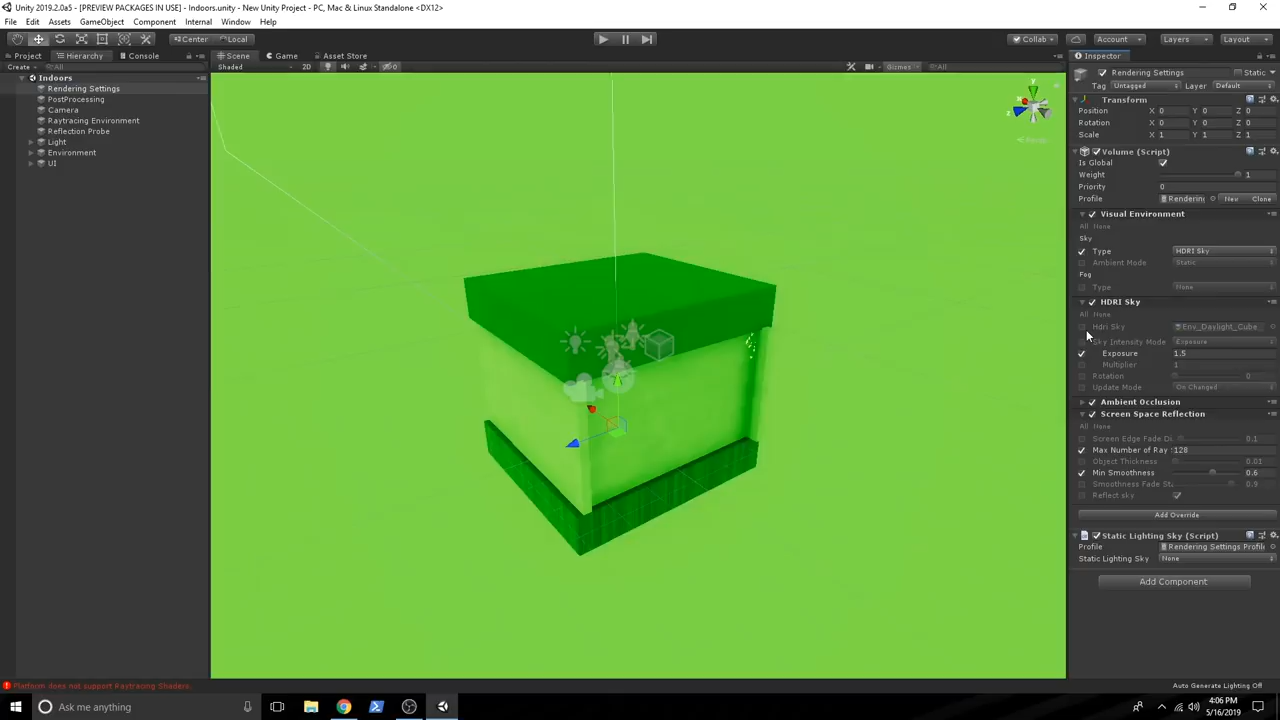 Unity 2019.2.0a5 - [PREVIEW PACKAGES IN USE] - Indoors.unity - New Unity Project - PC, Mac & Linux Standalone <DX12>
File Edit Assets GameObject Component Internal Window Help
Center Local Collab Account Layers Layout
Project Hierarchy Console Scene Game Asset Store Inspector
Create All Shaded 2D 0 Gizmos All
Indoors
Rendering Settings
PostProcessing
Camera
Raytracing Environment
Reflection Probe
Light
Environment
UI
y
x
z
Persp
Rendering Settings Static
Tag Untagged Layer Default
Transform
Position X 0 Y 0 Z 0
Rotation X 0 Y 0 Z 0
Scale X 1 Y 1 Z 1
Volume (Script)
Is Global
Weight 1
Priority 0
Profile Renderin New Clone
Visual Environment
All None
Sky
Type HDRI Sky
Ambient Mode Static
Fog
Type None
HDRI Sky
All None
Hdri Sky Env_Daylight_Cube
Sky Intensity Mode Exposure
Exposure 1.5
Multiplier 1
Rotation 0
Update Mode On Changed
Ambient Occlusion
Screen Space Reflection
All None
Screen Edge Fade Di 0.1
Max Number of Ray 128
Object Thickness 0.01
Min Smoothness 0.6
Smoothness Fade St 0.9
Reflect sky
Add Override
Static Lighting Sky (Script)
Profile Rendering Settings Profil
Static Lighting Sky None
Add Component
Platform does not support Raytracing Shaders. Auto Generate Lighting Off
Ask me anything
4:06 PM
5/16/2019